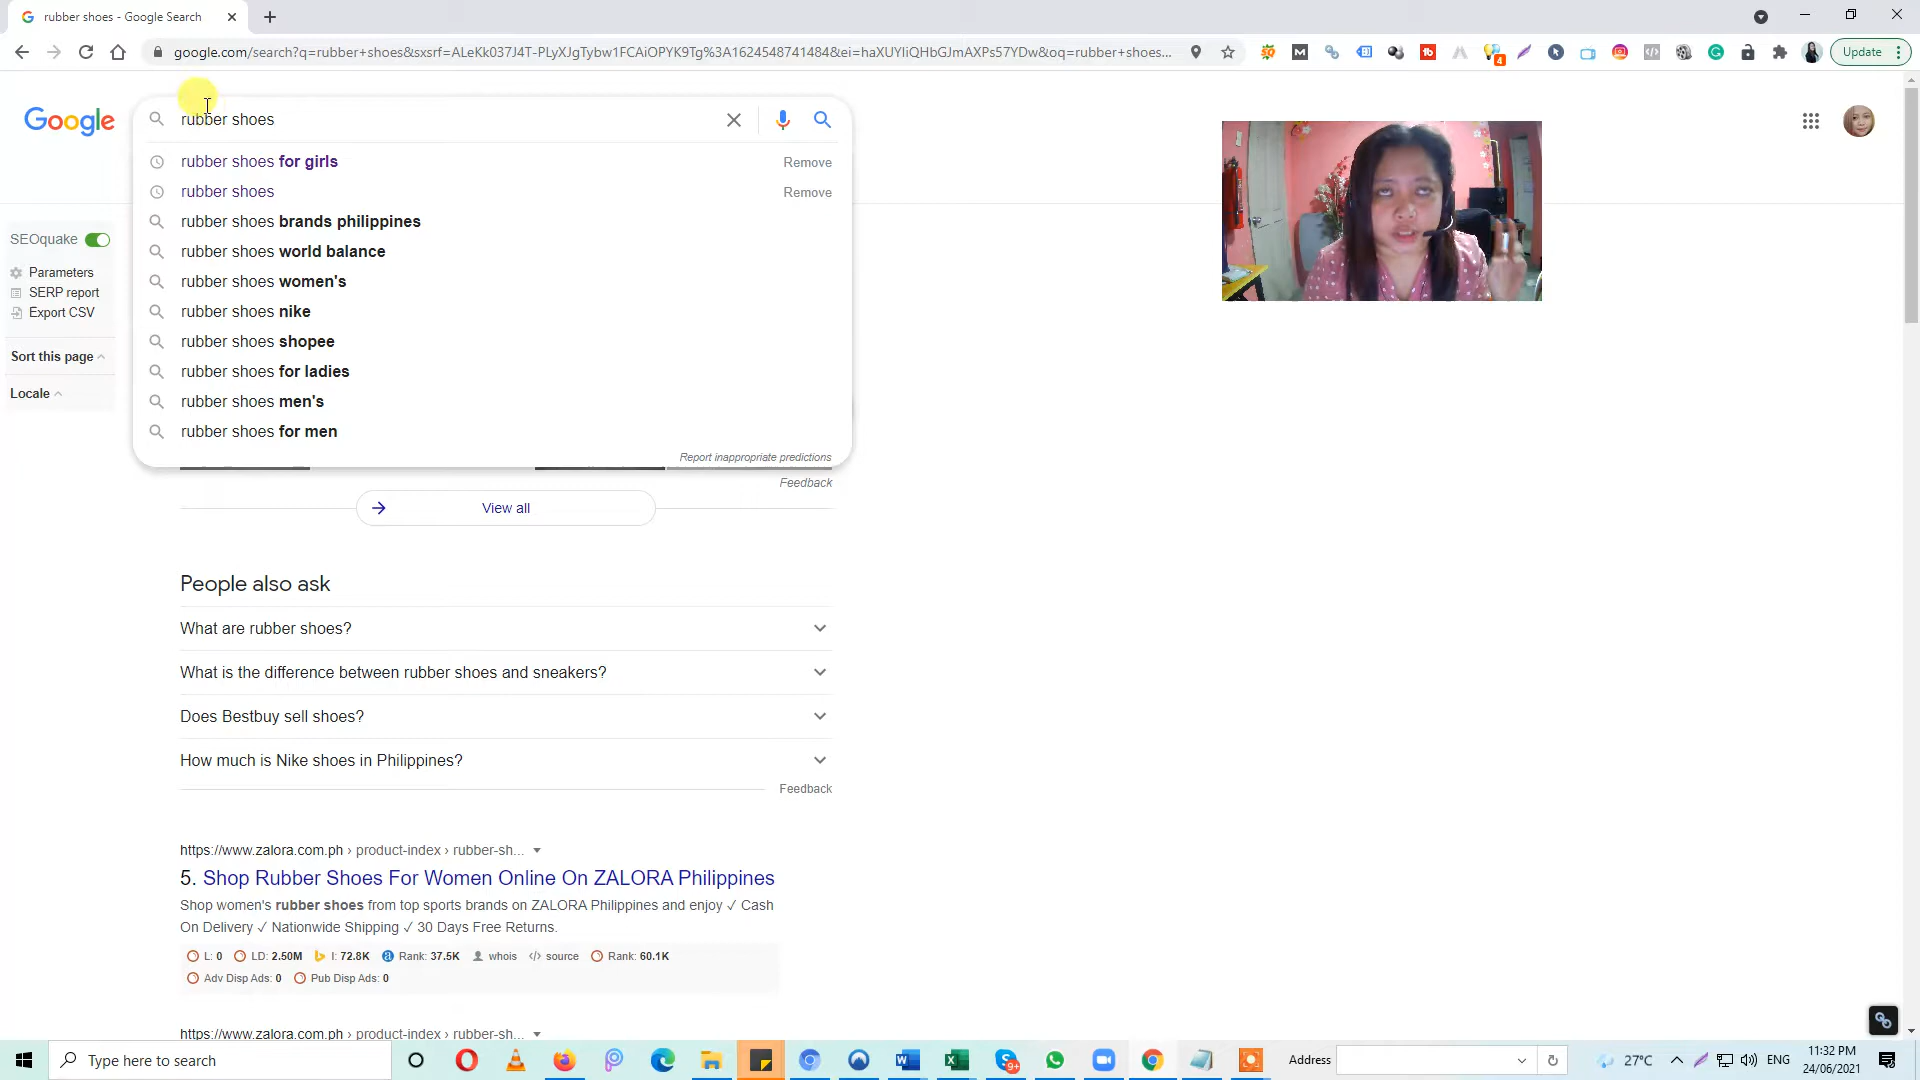 rubber shoes - Google Search
google.com/search?q=rubber+shoes&sxsrf=ALeKk037J4T-PLyXJgTybw1FCAiOPYK9Tg%3A1624548741484&ei=haXUYIiQHbGJmAXPs57YDw&oq=rubber+shoes...
Update
Google
rubber shoes
rubber shoes for girls Remove
rubber shoes Remove
rubber shoes brands philippines
rubber shoes world balance
rubber shoes women's
rubber shoes nike
rubber shoes shopee
rubber shoes for ladies
rubber shoes men's
rubber shoes for men
Report inappropriate predictions
SEOquake
Parameters
SERP report
Export CSV
Sort this page
Locale
Feedback
View all
People also ask
What are rubber shoes?
What is the difference between rubber shoes and sneakers?
Does Bestbuy sell shoes?
How much is Nike shoes in Philippines?
Feedback
https://www.zalora.com.ph › product-index › rubber-sh...
5. Shop Rubber Shoes For Women Online On ZALORA Philippines
Shop women's rubber shoes from top sports brands on ZALORA Philippines and enjoy ✓ Cash
On Delivery ✓ Nationwide Shipping ✓ 30 Days Free Returns.
L: 0 LD: 2.50M I: 72.8K Rank: 37.5K whois source Rank: 60.1K
Adv Disp Ads: 0 Pub Disp Ads: 0
https://www.zalora.com.ph › product-index › rubber-sh...
Type here to search
Address
27°C
ENG
11:32 PM
24/06/2021